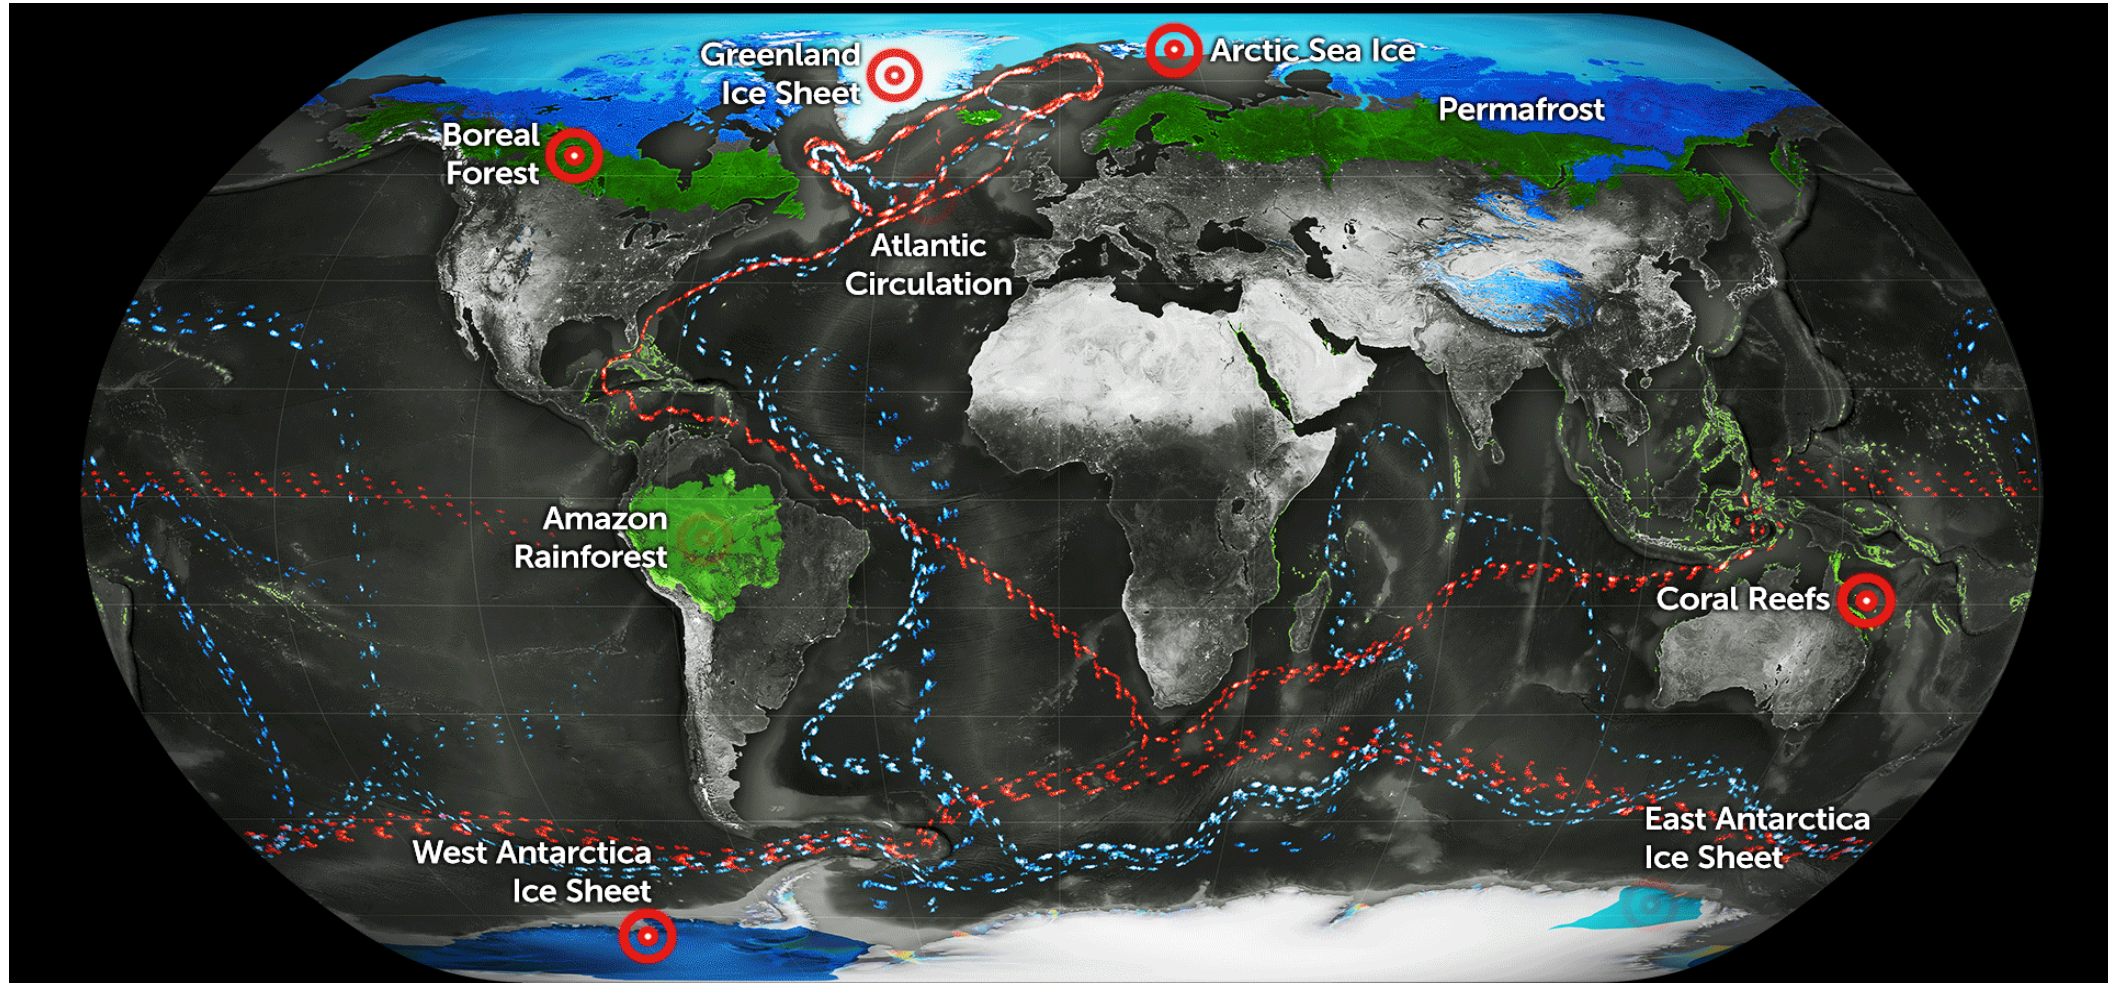 Greenland
Ice Sheet
Arctic Sea Ice
Boreal
Forest
Permafrost
Atlantic
Circulation
Amazon
Rainforest
Coral Reefs
West Antarctica
Ice Sheet
East Antarctica
Ice Sheet